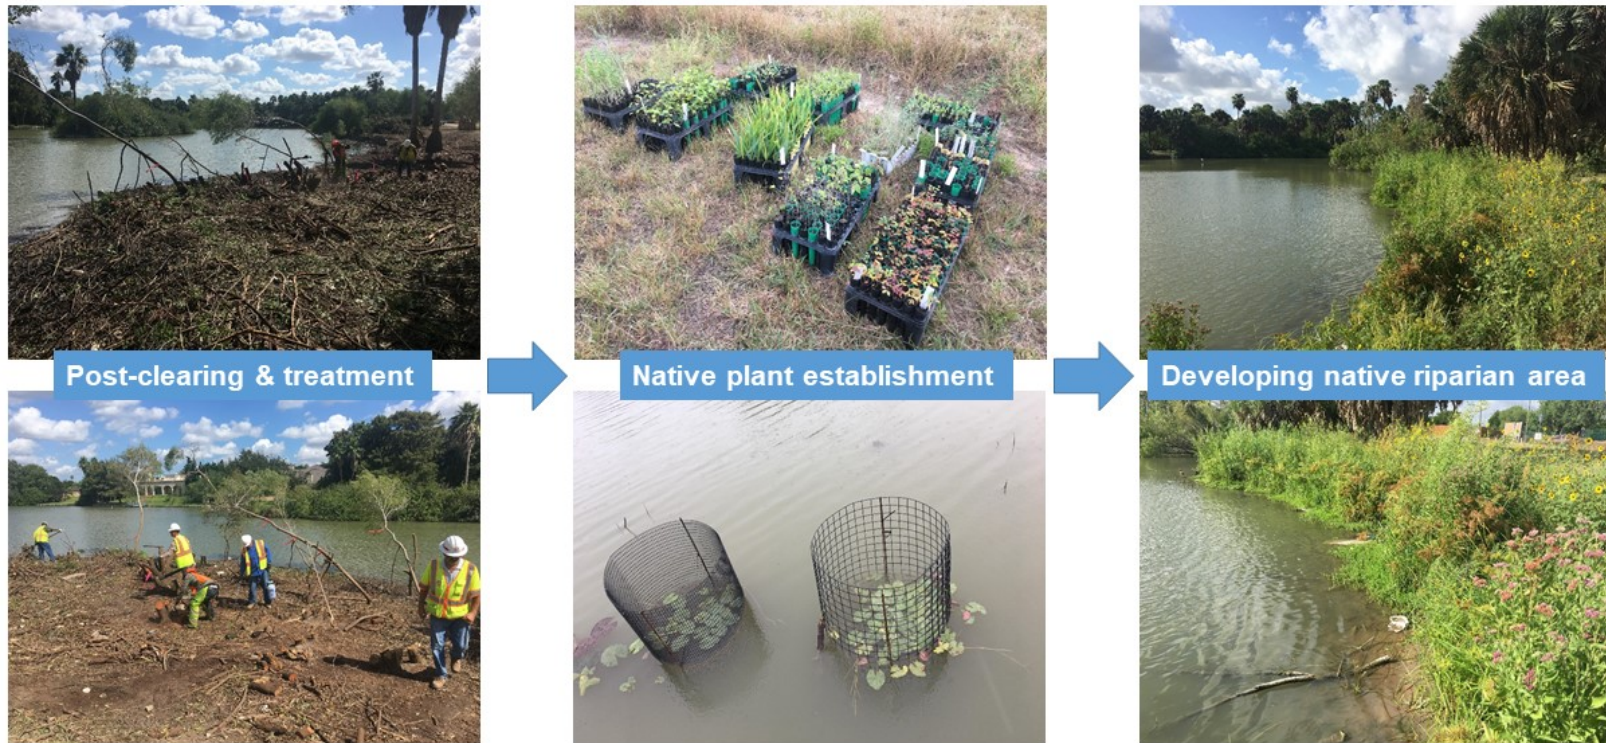 Post-clearing & treatment
Native plant establishment
Developing native riparian area